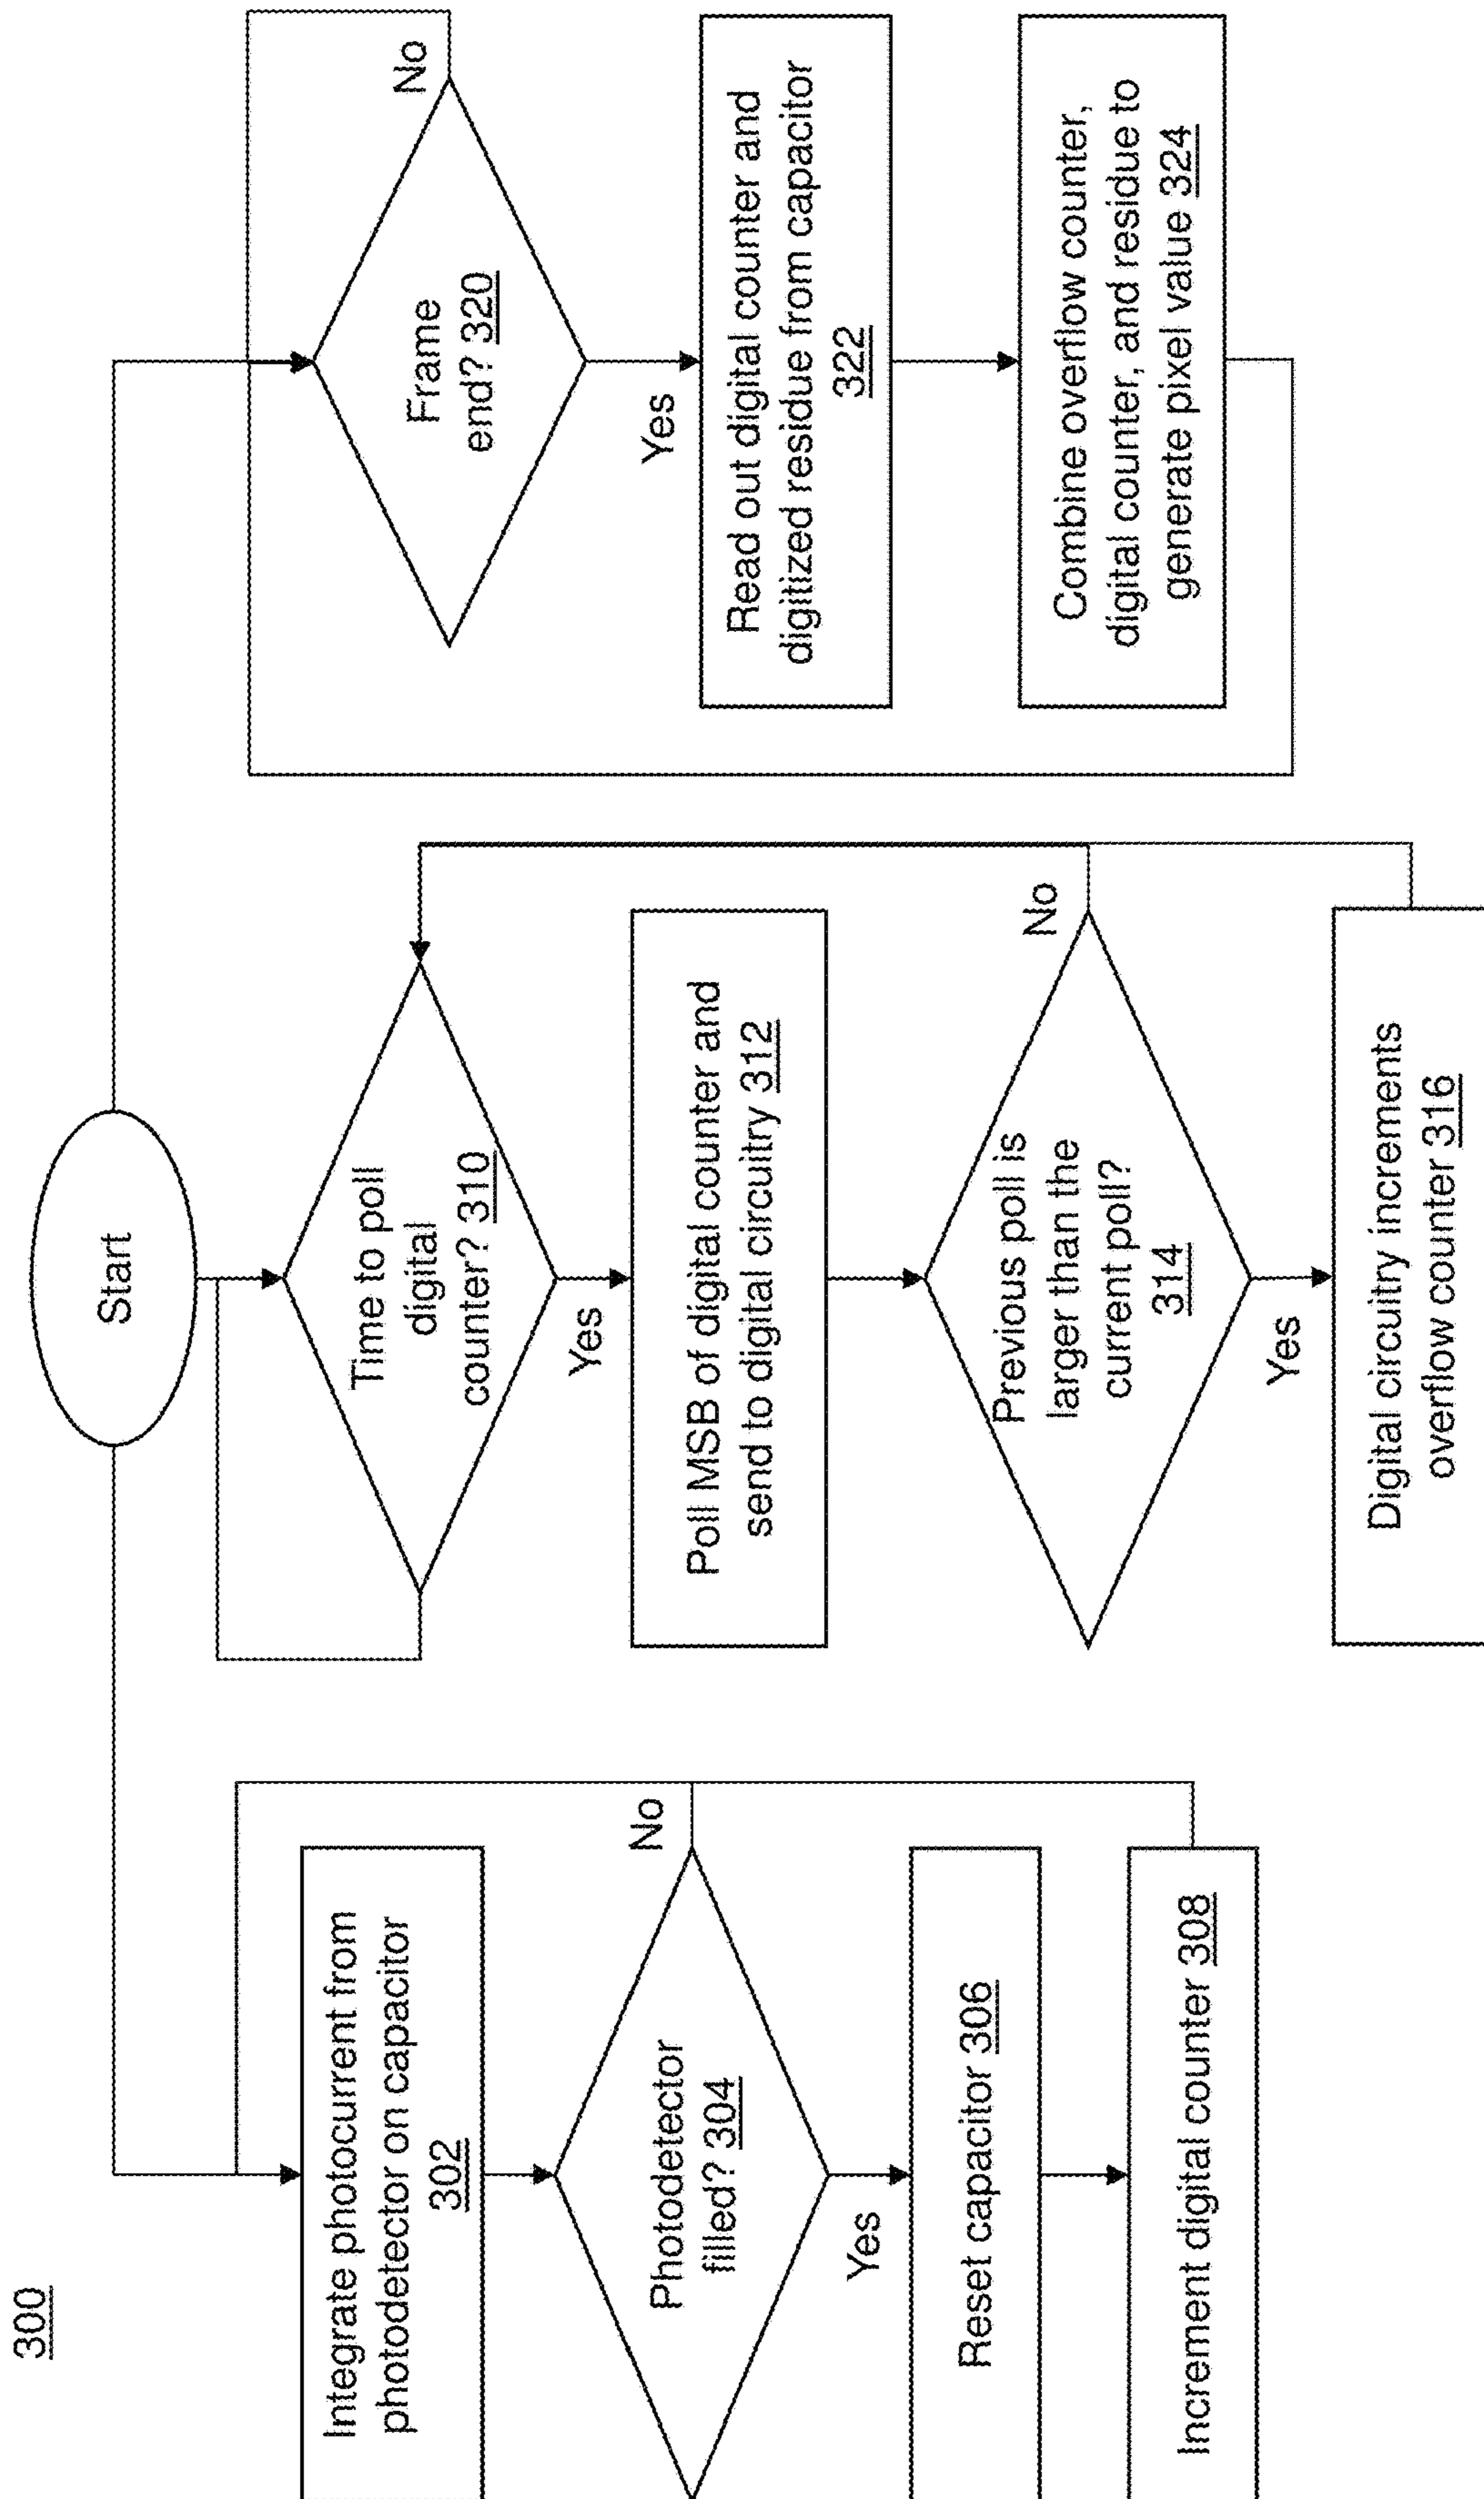 300
Start
Integrate photocurrent from
photodetector on capacitor
302
Photodetector
filled? 304
No
Yes
Reset capacitor 306
Increment digital counter 308
Time to poll
digital
counter? 310
Yes
Poll MSB of digital counter and
send to digital circuitry 312
Previous poll is
larger than the
current poll?
314
No
Yes
Digital circuitry increments
overflow counter 316
Frame
end? 320
No
Yes
Read out digital counter and
digitized residue from capacitor
322
Combine overflow counter,
digital counter, and residue to
generate pixel value 324